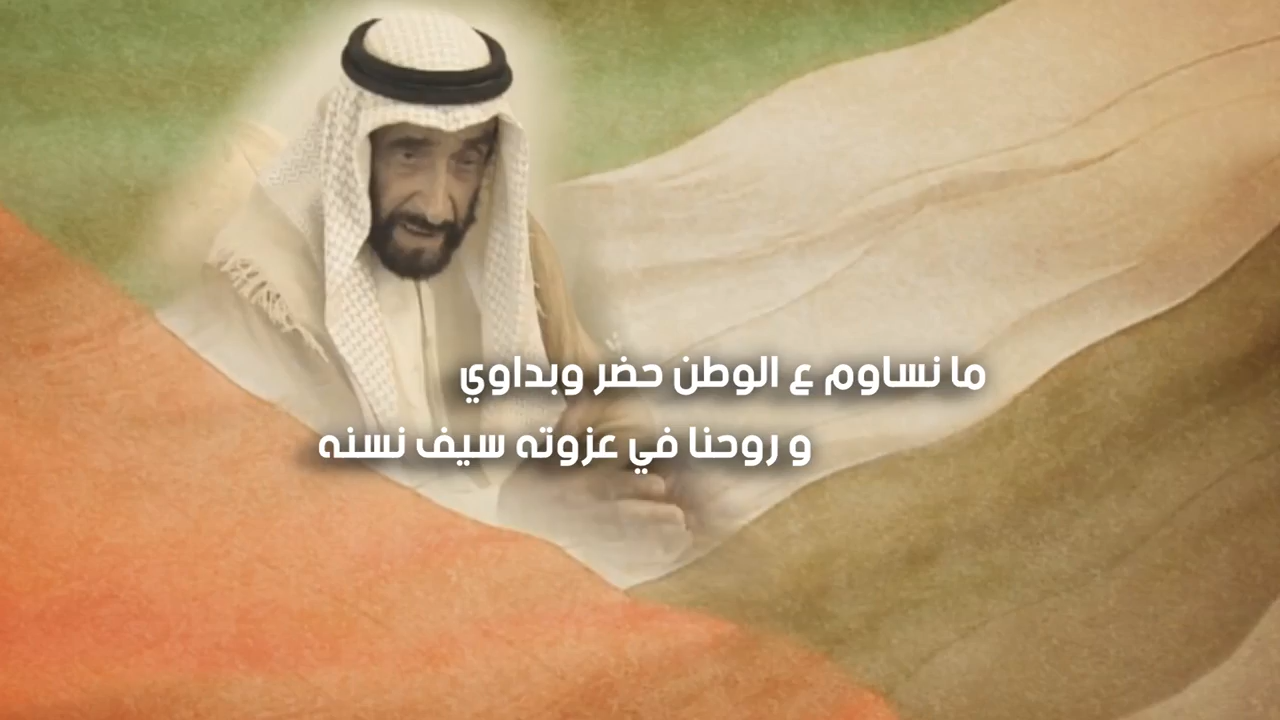 ما نساوم ع الوطن حضر وبداوي
و روحنا في عزوته سيف نسنه